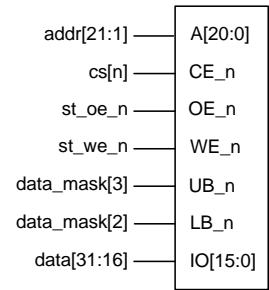 addr[21:1] A[20:0]
cs[n] CE_n
st_oe_n OE_n
st_we_n WE_n
data_mask[3] UB_n
data_mask[2] LB_n
data[31:16] IO[15:0]